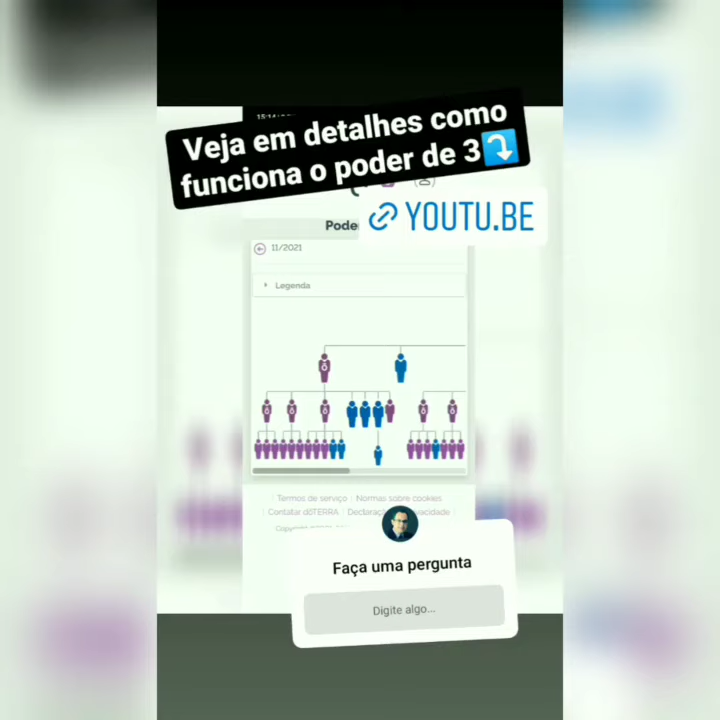 Veja em detalhes como
funciona o poder de 3
YOUTU.BE
11/2021
Legenda
Termos de serviço | Normas sobre cookies
Contatar dōTERRA
Faça uma pergunta
Digite algo...